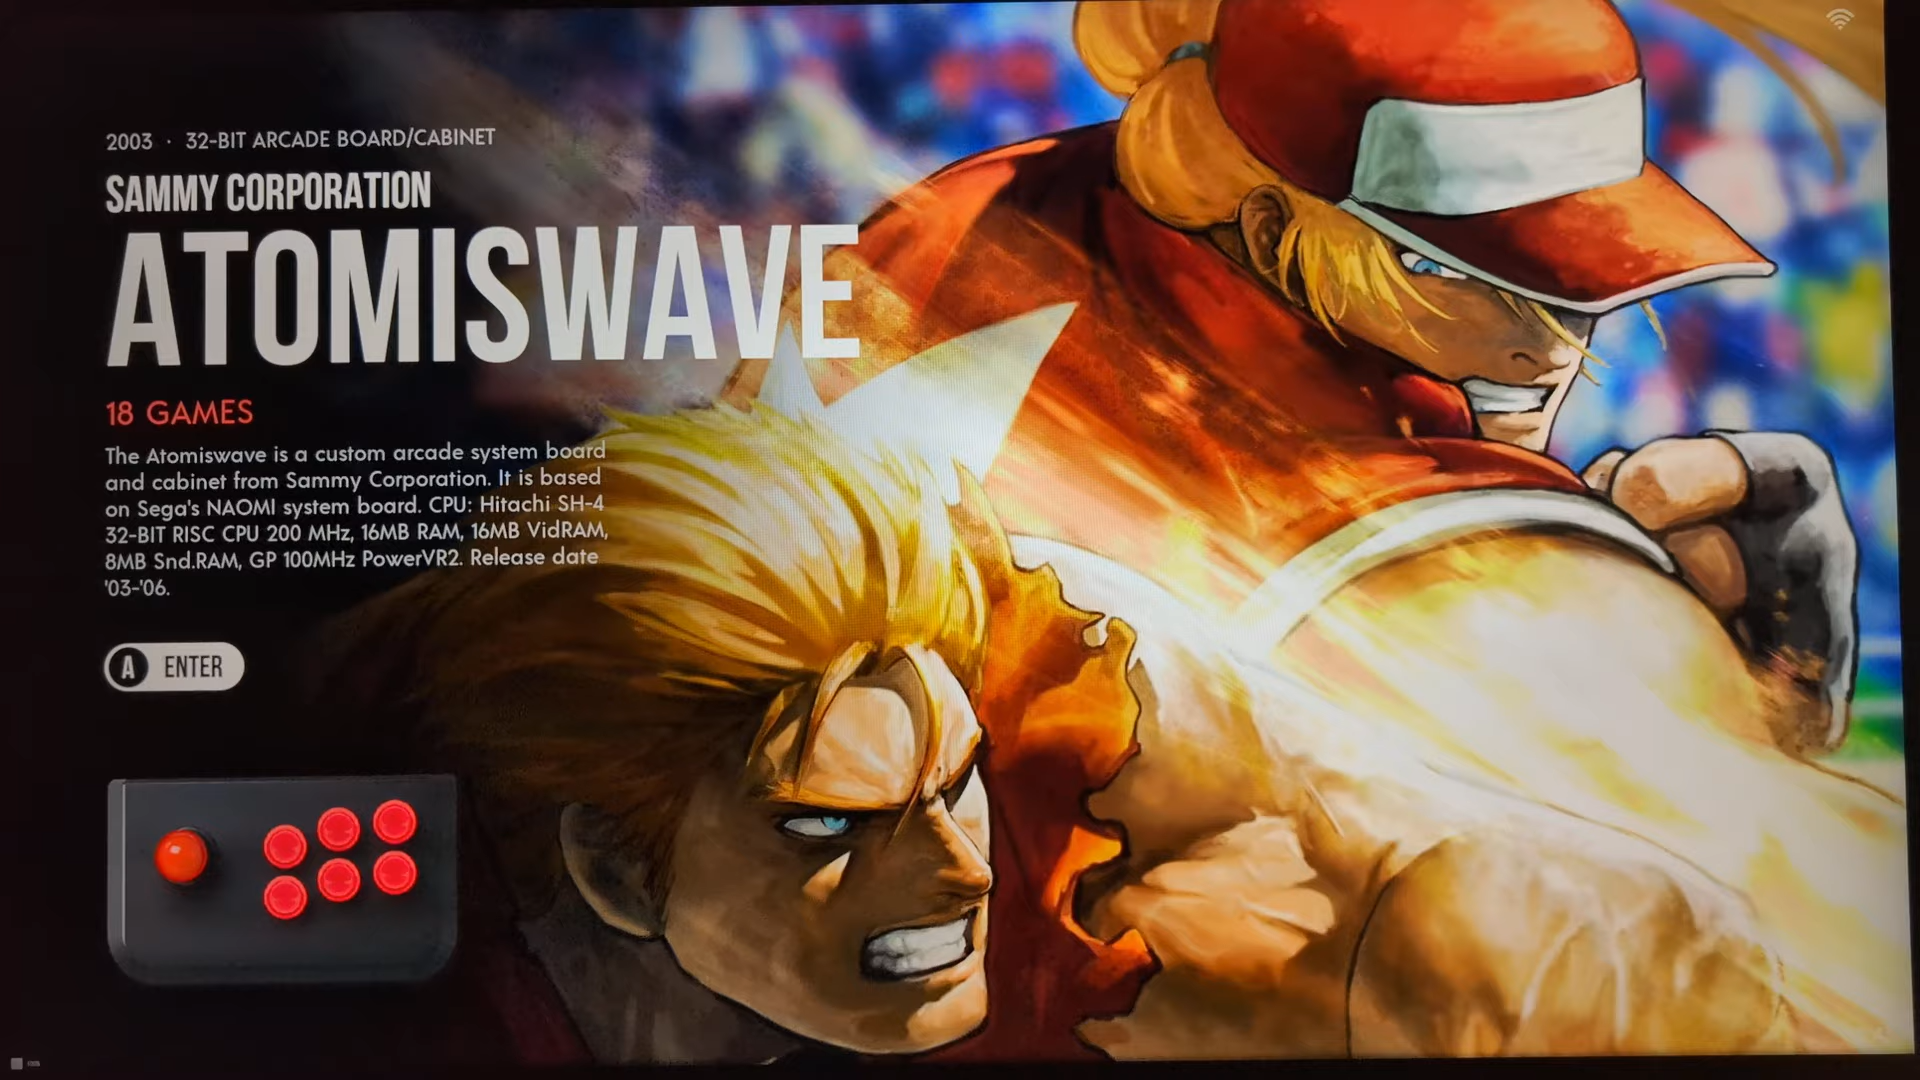 2003 · 32-BIT ARCADE BOARD/CABINET
SAMMY CORPORATION
ATOMISWAVE
18 GAMES
The Atomiswave is a custom arcade system board
and cabinet from Sammy Corporation. It is based
on Sega's NAOMI system board. CPU: Hitachi SH-4
32-BIT RISC CPU 200 MHz, 16MB RAM, 16MB VidRAM,
8MB Snd.RAM, GP 100MHz PowerVR2. Release date
'03-'06.
A ENTER